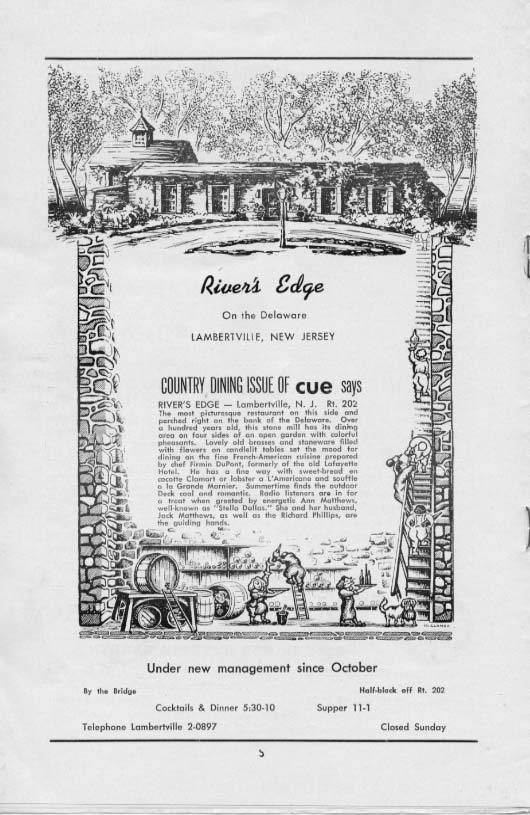 River's Edge
On the Delaware
LAMBERTVILLE, NEW JERSEY
COUNTRY DINING ISSUE OF cue says
RIVER'S EDGE — Lambertville, N. J. Rt. 202
The most picturesque restaurant on this side and
perched right on the bank of the Delaware. Over
a hundred years old, this stone mill has its dining
area on four sides of an open garden with colorful
pheasants. Lovely old brasses and stoneware filled
with flowers on candlelit tables set the mood for
dining on the fine French-American cuisine prepared
by chef Firmin DuPont, formerly of the old Lafayette
Hotel. He has a fine way with sweet-bread en
cocotte Clamart or lobster a L'Americane and souffle
a la Grande Marnier. Summertime finds the outdoor
Deck cool and romantic. Radio listeners are in for
a treat when greeted by energetic Ann Matthews,
well-known as "Stella Dallas." She and her husband,
Jack Matthews, as well as the Richard Phillips, are
the guiding hands.
Under new management since October
By the Bridge Half-block off Rt. 202
Cocktails & Dinner 5:30-10 Supper 11-1
Telephone Lambertville 2-0897 Closed Sunday
5